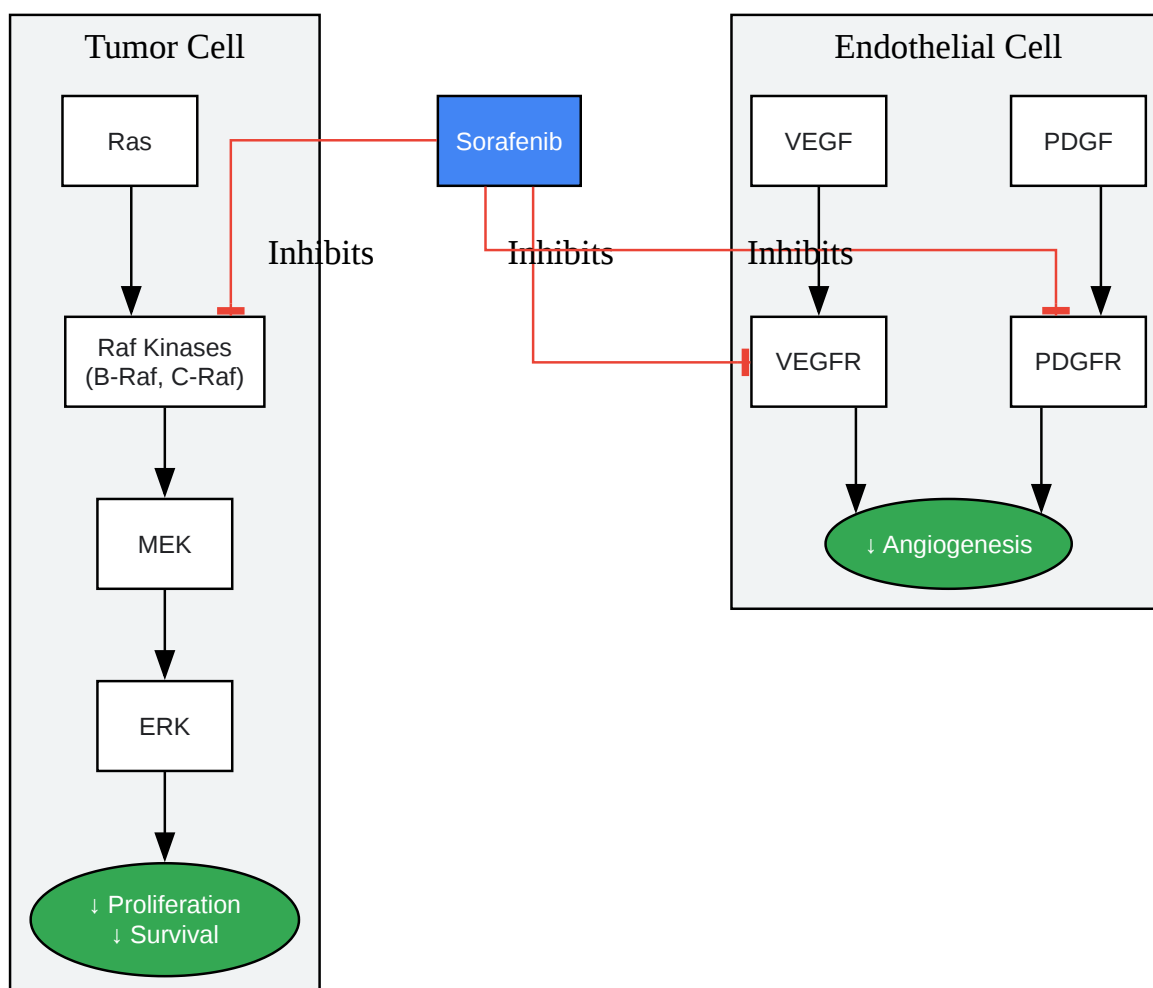 Tumor Cell
Endothelial Cell
Ras
Sorafenib
VEGF
PDGF
Inhibits
Inhibits
Inhibits
Raf Kinases
(B-Raf, C-Raf)
VEGFR
PDGFR
MEK
↓ Angiogenesis
ERK
↓ Proliferation
↓ Survival